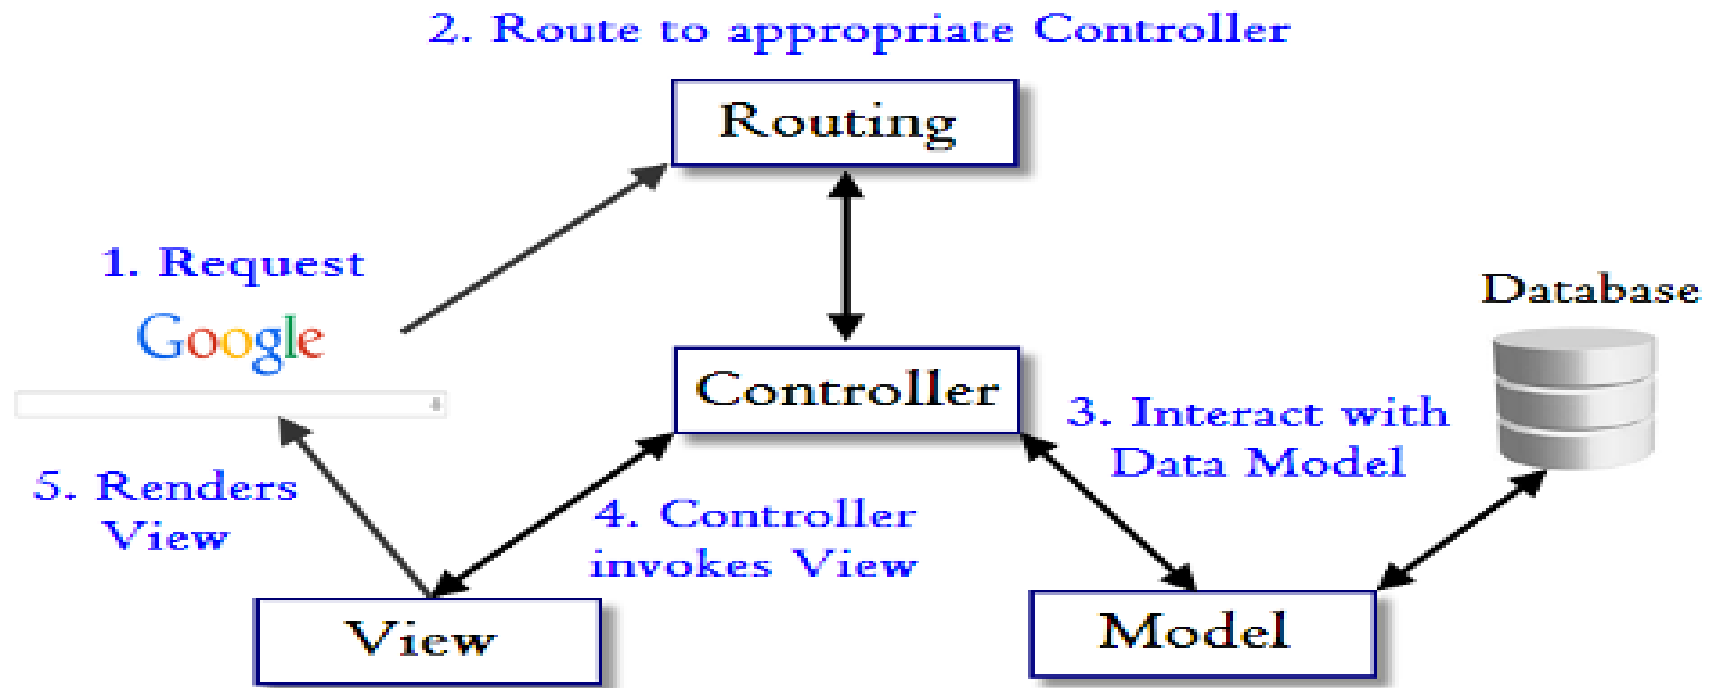 2. Route to appropriate Controller
Routing
1. Request
Google
Database
Controller
3. Interact with
Data Model
5. Renders
View
4. Controller
invokes View
View
Model